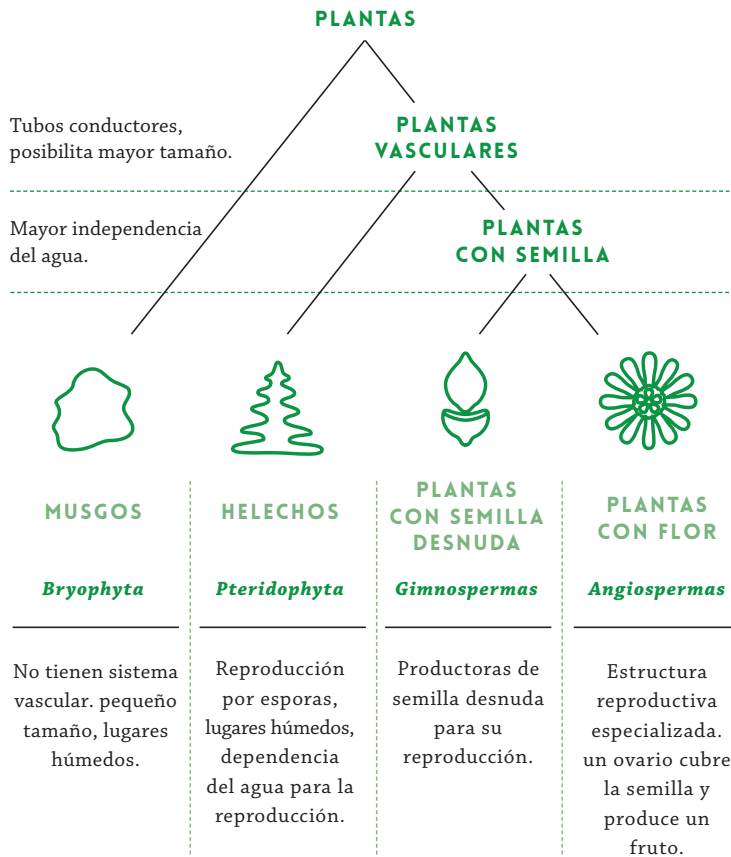 PLANTAS
Tubos conductores,
posibilita mayor tamaño.
PLANTAS
VASCULARES
Mayor independencia
del agua.
PLANTAS
CON SEMILLA
MUSGOS
Bryophyta
No tienen sistema
vascular. pequeño
tamaño, lugares
húmedos.
HELECHOS
Pteridophyta
Reproducción
por esporas,
lugares húmedos,
dependencia
del agua para la
reproducción.
PLANTAS
CON SEMILLA
DESNUDA
Gimnospermas
Productoras de
semilla desnuda
para su
reproducción.
PLANTAS
CON FLOR
Angiospermas
Estructura
reproductiva
especializada.
un ovario cubre
la semilla y
produce un
fruto.